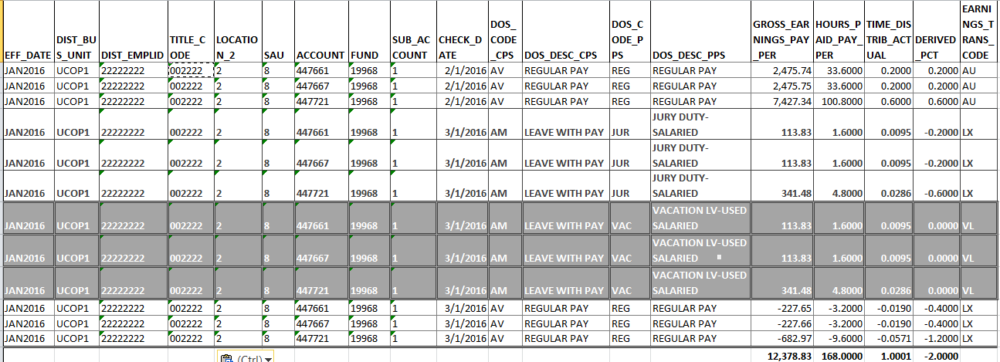 EFF_DATE DIST_BUS_UNIT DIST_EMPLID TITLE_CODE LOCATION_2 SAU ACCOUNT FUND SUB_ACCOUNT CHECK_DATE DOS_CODE_CPS DOS_DESC_CPS DOS_CODE_PPS DOS_DESC_PPS GROSS_EARNINGS_PAY_PER HOURS_PAID_PAY_PER TIME_DISTRIB_ACTUAL DERIVED_PCT EARNINGS_TRANS_CODE
JAN2016 UCOP1 22222222 002222 2 8 447661 19968 1 2/1/2016 AV REGULAR PAY REG REGULAR PAY 2,475.74 33.6000 0.2000 0.2000 AU
JAN2016 UCOP1 22222222 002222 2 8 447667 19968 1 2/1/2016 AV REGULAR PAY REG REGULAR PAY 2,475.75 33.6000 0.2000 0.2000 AU
JAN2016 UCOP1 22222222 002222 2 8 447721 19968 1 2/1/2016 AV REGULAR PAY REG REGULAR PAY 7,427.34 100.8000 0.6000 0.6000 AU
JAN2016 UCOP1 22222222 002222 2 8 447661 19968 1 3/1/2016 AM LEAVE WITH PAY JUR JURY DUTY-SALARIED 113.83 1.6000 0.0095 -0.2000 LX
JAN2016 UCOP1 22222222 002222 2 8 447667 19968 1 3/1/2016 AM LEAVE WITH PAY JUR JURY DUTY-SALARIED 113.83 1.6000 0.0095 -0.2000 LX
JAN2016 UCOP1 22222222 002222 2 8 447721 19968 1 3/1/2016 AM LEAVE WITH PAY JUR JURY DUTY-SALARIED 341.48 4.8000 0.0286 -0.6000 LX
JAN2016 UCOP1 22222222 002222 2 8 447661 19968 1 3/1/2016 AM LEAVE WITH PAY VAC VACATION LV-USED SALARIED 113.83 1.6000 0.0095 0.0000 VL
JAN2016 UCOP1 22222222 002222 2 8 447667 19968 1 3/1/2016 AM LEAVE WITH PAY VAC VACATION LV-USED SALARIED 113.83 1.6000 0.0095 0.0000 VL
JAN2016 UCOP1 22222222 002222 2 8 447721 19968 1 3/1/2016 AM LEAVE WITH PAY VAC VACATION LV-USED SALARIED 341.48 4.8000 0.0286 0.0000 VL
JAN2016 UCOP1 22222222 002222 2 8 447661 19968 1 3/1/2016 AV REGULAR PAY REG REGULAR PAY -227.65 -3.2000 -0.0190 -0.4000 LX
JAN2016 UCOP1 22222222 002222 2 8 447667 19968 1 3/1/2016 AV REGULAR PAY REG REGULAR PAY -227.66 -3.2000 -0.0190 -0.4000 LX
JAN2016 UCOP1 22222222 002222 2 8 447721 19968 1 3/1/2016 AV REGULAR PAY REG REGULAR PAY -682.97 -9.6000 -0.0571 -1.2000 LX
(Ctrl) 12,378.83 168.0000 1.0001 -2.0000